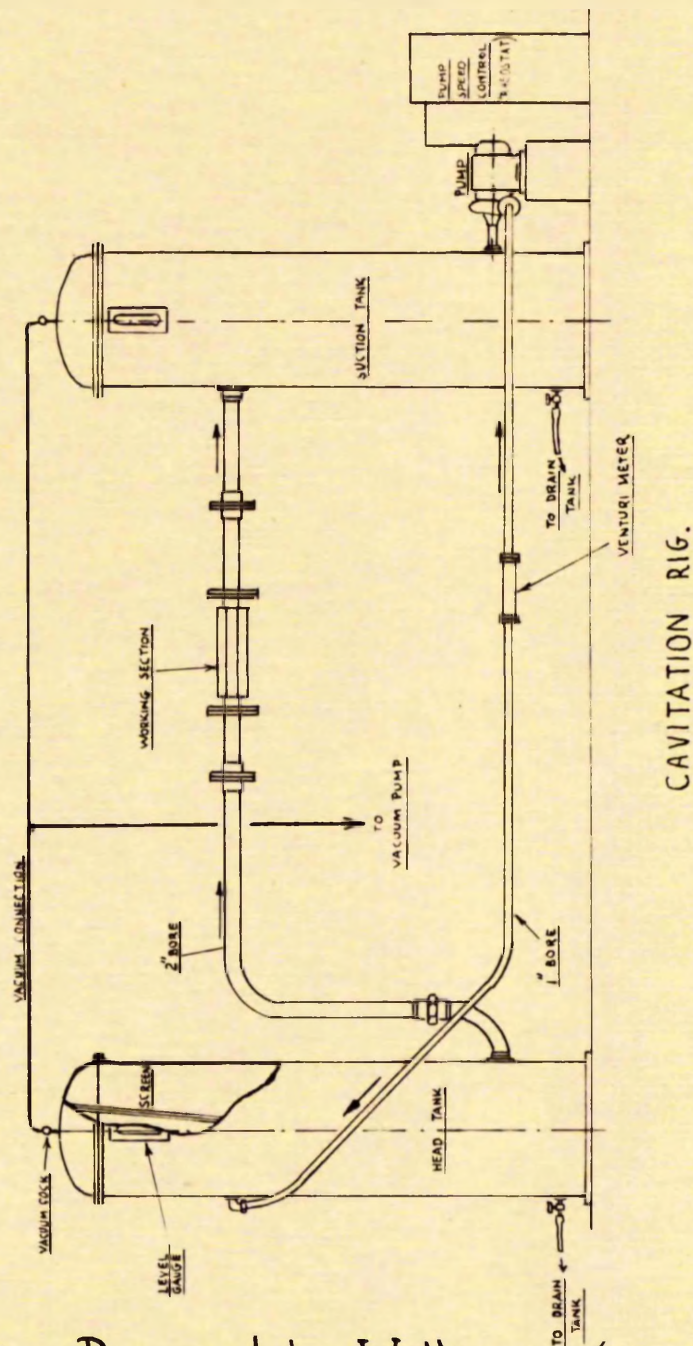 VACUUM COCK
VACUUM CONNECTION
LEVEL
GAUGE
SCREEN
HEAD TANK
TO DRAIN
TANK
2" BORE
1" BORE
TO
VACUUM PUMP
WORKING SECTION
VENTURI METER
SUCTION TANK
TO DRAIN
TANK
PUMP
PUMP
SPEED
CONTROL
CAVITATION RIG.